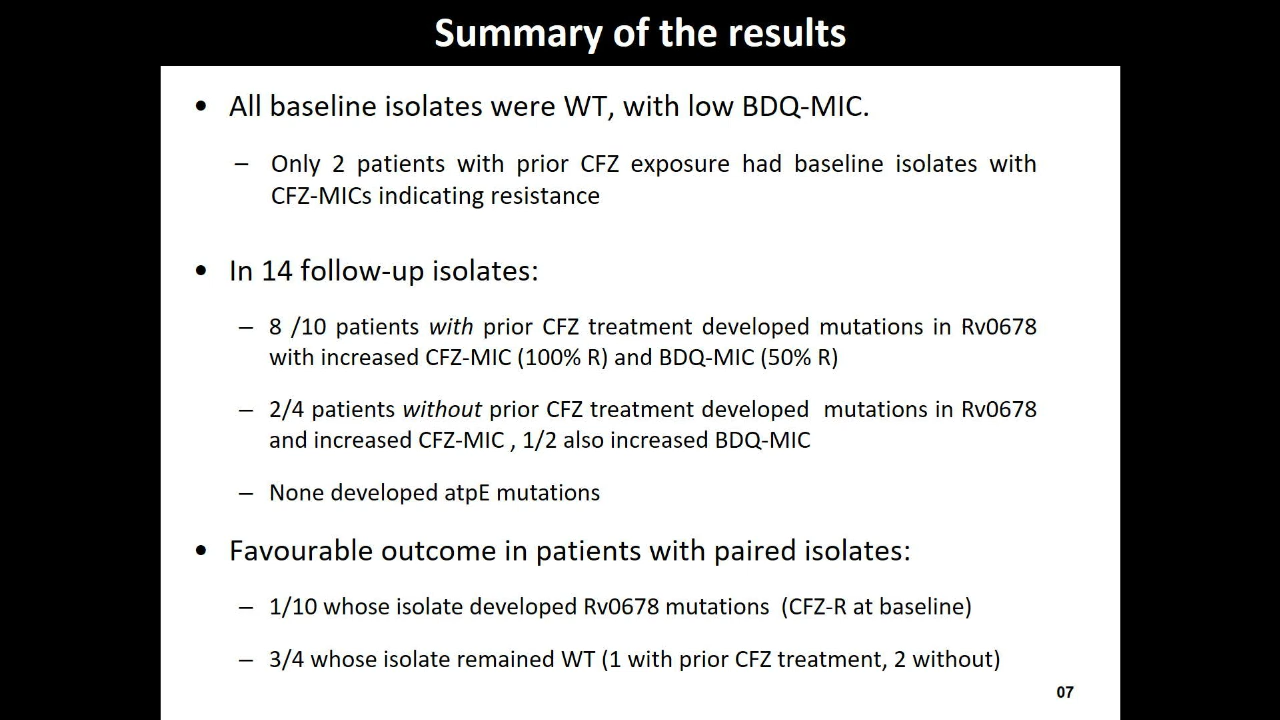 Summary of the results
• All baseline isolates were WT, with low BDQ-MIC.
– Only 2 patients with prior CFZ exposure had baseline isolates with
CFZ-MICs indicating resistance
• In 14 follow-up isolates:
– 8 /10 patients with prior CFZ treatment developed mutations in Rv0678
with increased CFZ-MIC (100% R) and BDQ-MIC (50% R)
– 2/4 patients without prior CFZ treatment developed mutations in Rv0678
and increased CFZ-MIC , 1/2 also increased BDQ-MIC
– None developed atpE mutations
• Favourable outcome in patients with paired isolates:
– 1/10 whose isolate developed Rv0678 mutations (CFZ-R at baseline)
– 3/4 whose isolate remained WT (1 with prior CFZ treatment, 2 without)
07